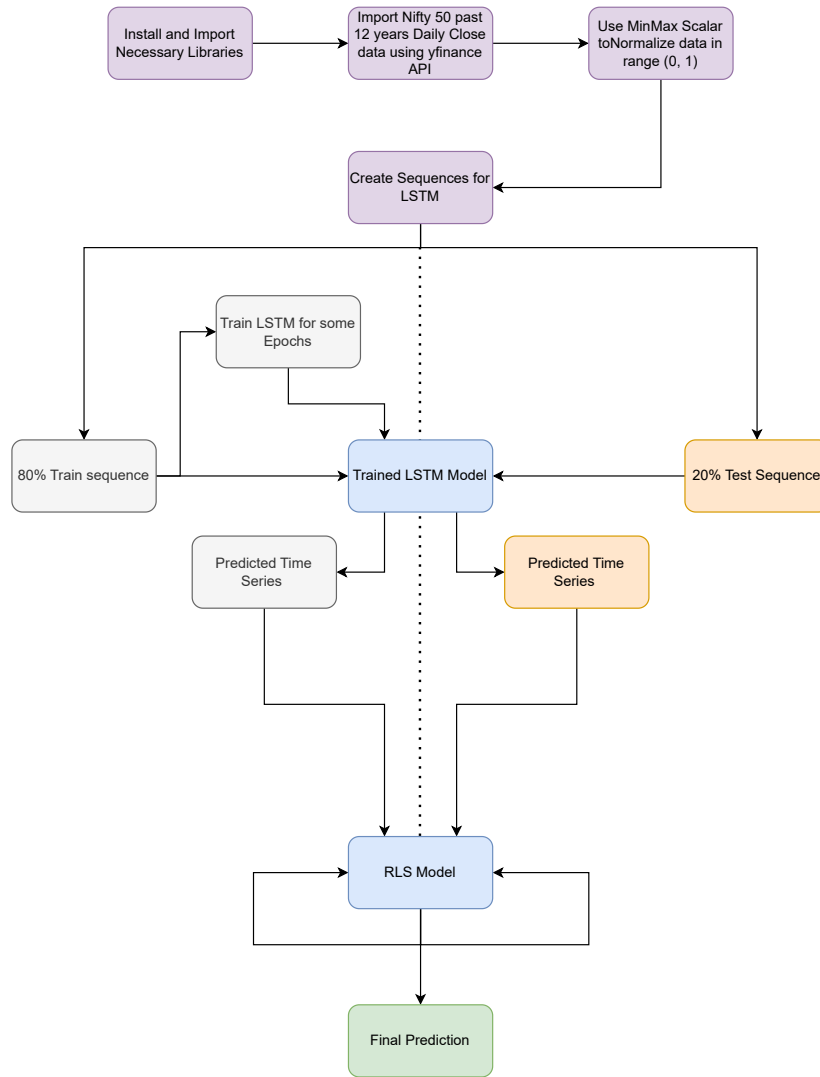 Install and Import
Necessary Libraries
Import Nifty 50 past
12 years Daily Close
data using yfinance
API
Use MinMax Scalar
toNormalize data in
range (0, 1)
Create Sequences for
LSTM
Train LSTM for some
Epochs
80% Train sequence
Trained LSTM Model
20% Test Sequence
Predicted Time
Series
Predicted Time
Series
RLS Model
Final Prediction